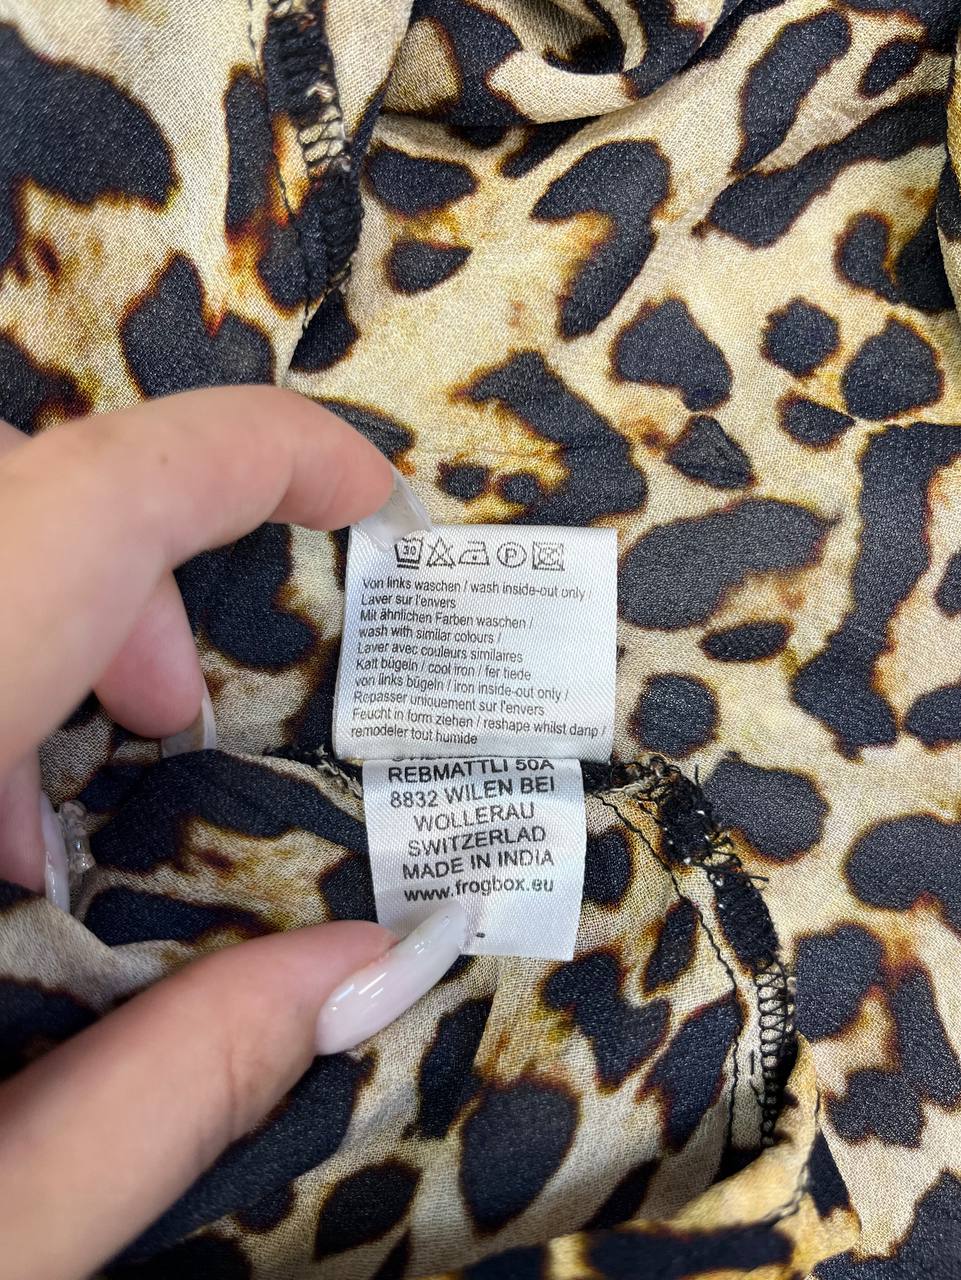 30 P
Von links waschen / wash inside-out only /
Laver sur l'envers
Mit ähnlichen Farben waschen /
wash with similar colours /
Laver avec couleurs similaires
Kalt bügeln / cool iron / fer tiede
von links bügeln / iron inside-out only /
Repasser uniquement sur l'envers
Feucht in form ziehen / reshape whilst damp /
remodeler tout humide
REBMATTLI 50A
8832 WILEN BEI
WOLLERAU
SWITZERLAD
MADE IN INDIA
www.frogbox.eu